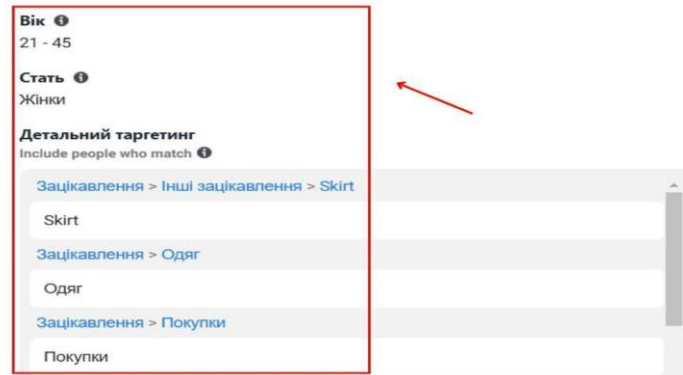 Вік
21 - 45
Стать
Жінки
Детальний таргетинг
Include people who match
Зацікавлення > Інші зацікавлення > Skirt
Skirt
Зацікавлення > Одяг
Одяг
Зацікавлення > Покупки
Покупки